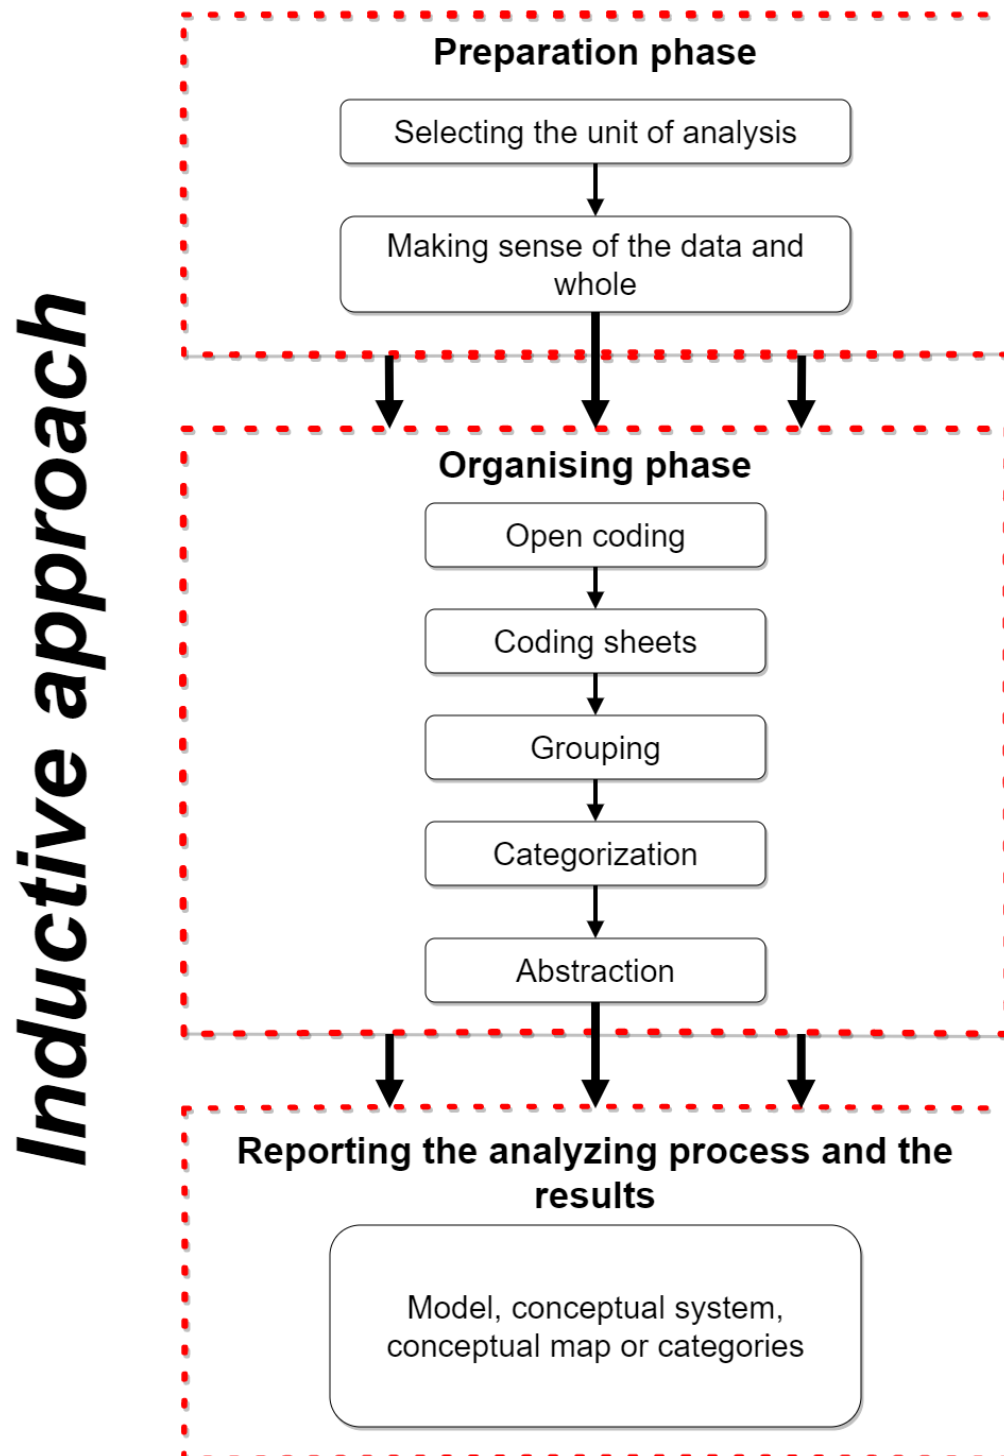 Inductive approach
Preparation phase
Selecting the unit of analysis
Making sense of the data and
whole
Organising phase
Open coding
Coding sheets
Grouping
Categorization
Abstraction
Reporting the analyzing process and the
results
Model, conceptual system,
conceptual map or categories